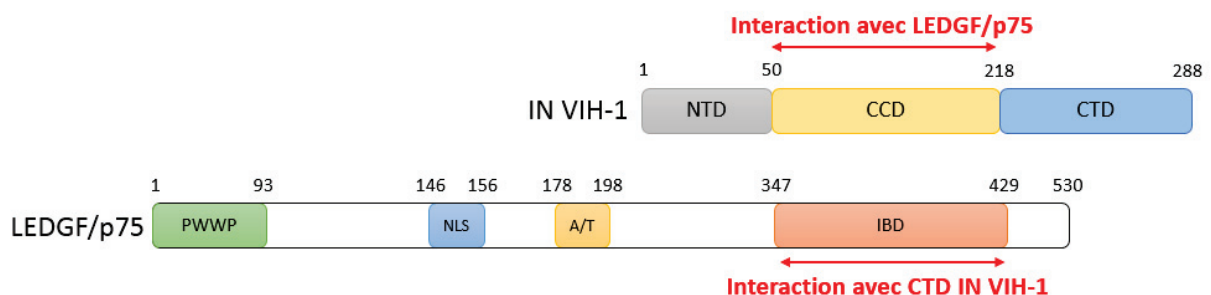 Interaction avec LEDGF/p75
1 50 218 288
IN VIH-1 NTD CCD CTD
1 93 146 156 178 198 347 429 530
LEDGF/p75 PWWP NLS A/T IBD
Interaction avec CTD IN VIH-1